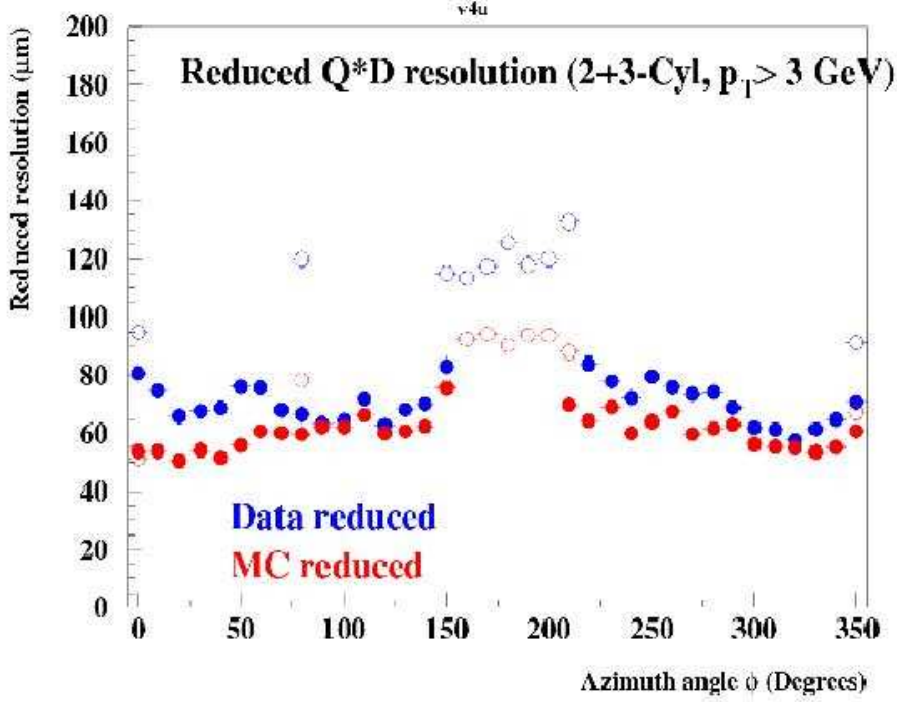 v4u
Reduced Q*D resolution (2+3-Cyl, p_T > 3 GeV)
Reduced resolution (μm)
200
180
160
140
120
100
80
60
40
20
0
Data reduced
MC reduced
0 50 100 150 200 250 300 350
Azimuth angle ϕ (Degrees)